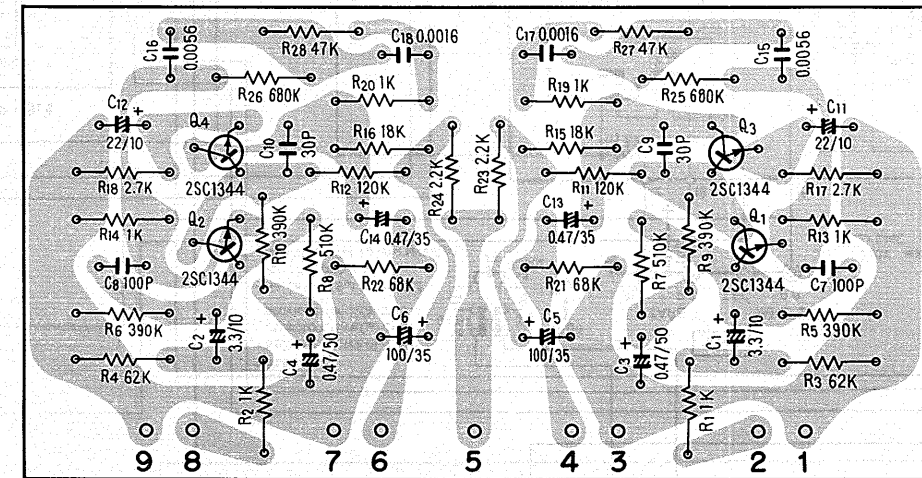 C16 0.0056
R28 47K
C18 0.0016
C17 0.0016
R27 47K
C15 0.0056
R26 680K
R20 1K
R19 1K
R25 680K
C12 +
22/10
Q4
C10 30P
R16 18K
R24 2.2K
R23 2.2K
R15 18K
C9 30P
Q3
+ C11
22/10
R18 2.7K
2SC1344
R12 120K
R11 120K
2SC1344
R17 2.7K
R14 1K
Q2
R10 390K
+
C14 0.47/35
C13
+
0.47/35
R9 390K
Q1
R13 1K
C8 100P
2SC1344
R8 510K
R22 68K
R21 68K
R7 510K
2SC1344
C7 100P
R6 390K
C2 + 3.3/10
C6 +
100/35
+ C5
100/35
C1 + 3.3/10
R5 390K
R4 62K
C4 + 0.47/50
C3 + 0.47/50
R3 62K
R2 1K
R1 1K
9 8 7 6 5 4 3 2 1